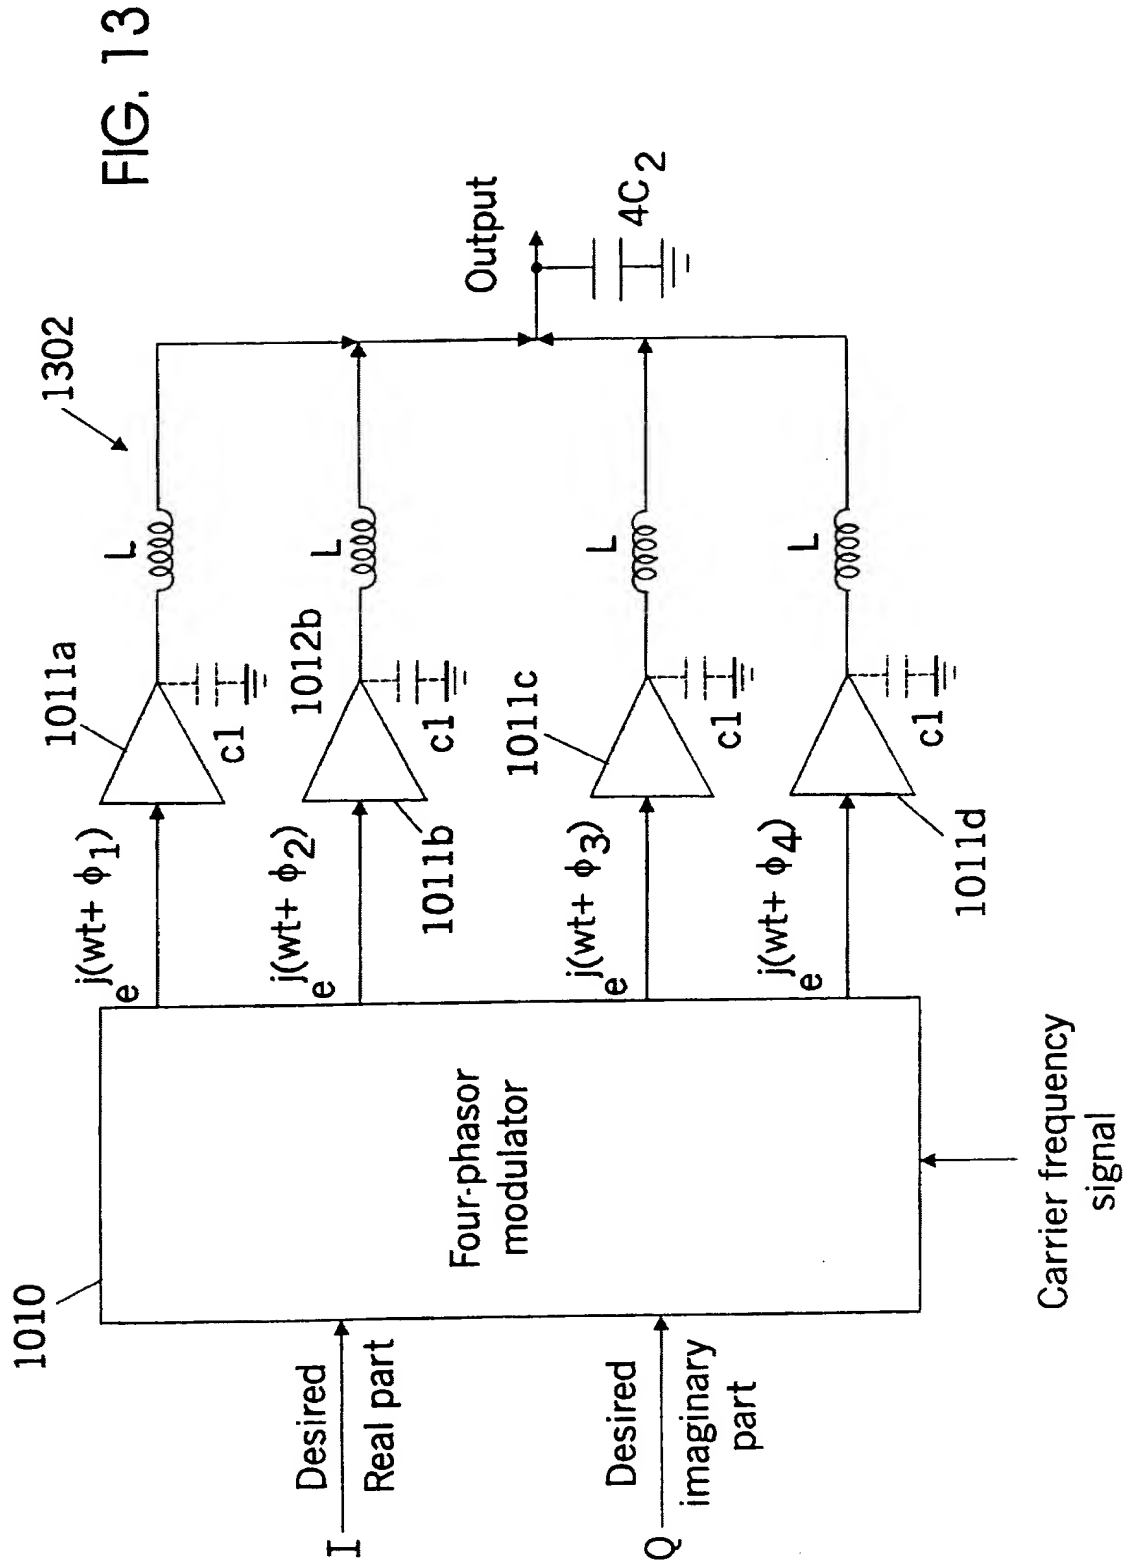 FIG. 13
1302
1010
I
Desired
Real part
Q
Desired
imaginary
part
Four-phasor
modulator
Carrier frequency
signal
e j(wt+ ϕ1)
e j(wt+ ϕ2)
e j(wt+ ϕ3)
e j(wt+ ϕ4)
1011a
1011b
1012b
1011c
1011d
c1
c1
c1
c1
L
L
L
L
Output
4C2